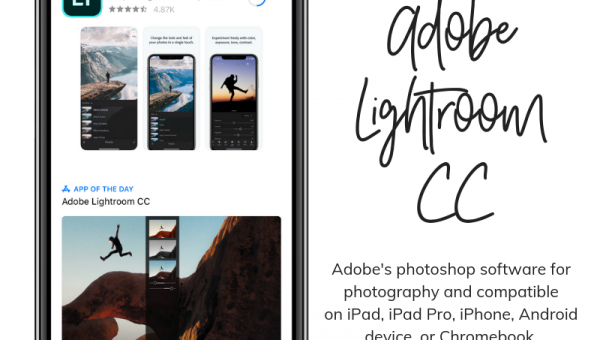 Lr
4.87K
Change the look and feel of
your photos in a single touch.
Experiment freely with color,
exposure, tone, contrast.
APP OF THE DAY
Adobe Lightroom CC
Adobe
Lightroom
CC
Adobe's photoshop software for
photography and compatible
on iPad, iPad Pro, iPhone, Android
device, or Chromebook